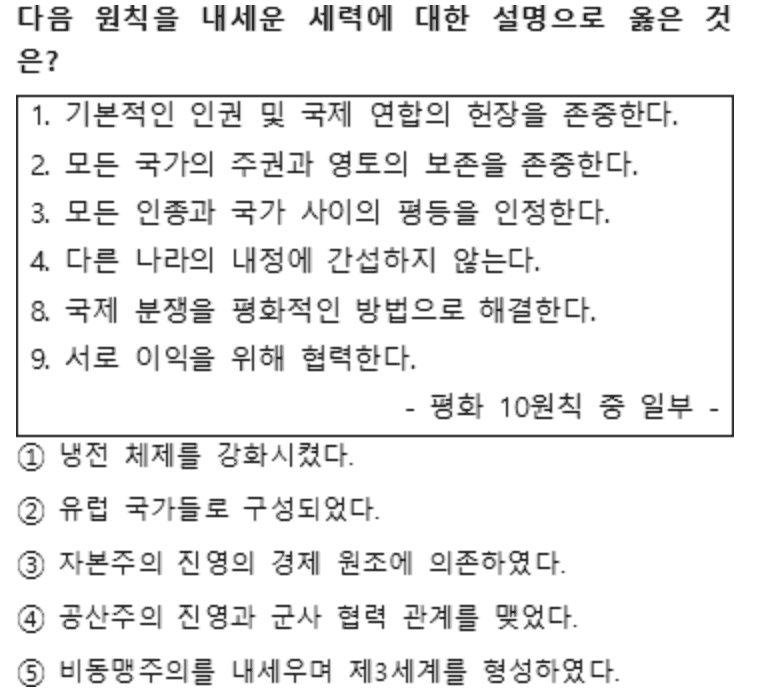 다음 원칙을 내세운 세력에 대한 설명으로 옳은 것
은?
1. 기본적인 인권 및 국제 연합의 헌장을 존중한다.
2. 모든 국가의 주권과 영토의 보존을 존중한다.
3. 모든 인종과 국가 사이의 평등을 인정한다.
4. 다른 나라의 내정에 간섭하지 않는다.
8. 국제 분쟁을 평화적인 방법으로 해결한다.
9. 서로 이익을 위해 협력한다.
- 평화 10원칙 중 일부 -
① 냉전 체제를 강화시켰다.
② 유럽 국가들로 구성되었다.
③ 자본주의 진영의 경제 원조에 의존하였다.
④ 공산주의 진영과 군사 협력 관계를 맺었다.
⑤ 비동맹주의를 내세우며 제3세계를 형성하였다.